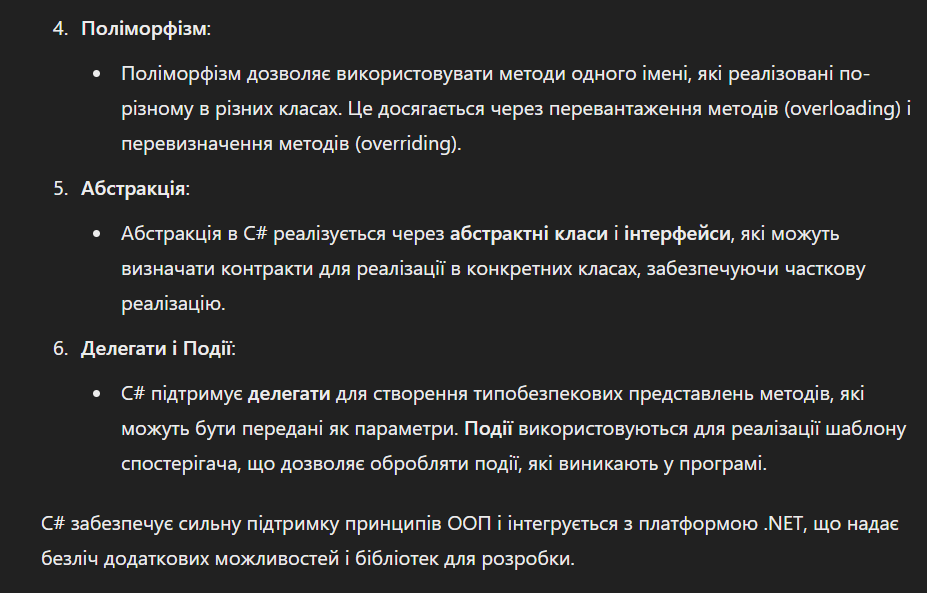 4. Поліморфізм:
• Поліморфізм дозволяє використовувати методи одного імені, які реалізовані по-
різному в різних класах. Це досягається через перевантаження методів (overloading) і
перевизначення методів (overriding).
5. Абстракція:
• Абстракція в C# реалізується через абстрактні класи і інтерфейси, які можуть
визначати контракти для реалізації в конкретних класах, забезпечуючи часткову
реалізацію.
6. Делегати і Події:
• C# підтримує делегати для створення типобезпекових представлень методів, які
можуть бути передані як параметри. Події використовуються для реалізації шаблону
спостерігача, що дозволяє обробляти події, які виникають у програмі.
C# забезпечує сильну підтримку принципів ООП і інтегрується з платформою .NET, що надає
безліч додаткових можливостей і бібліотек для розробки.